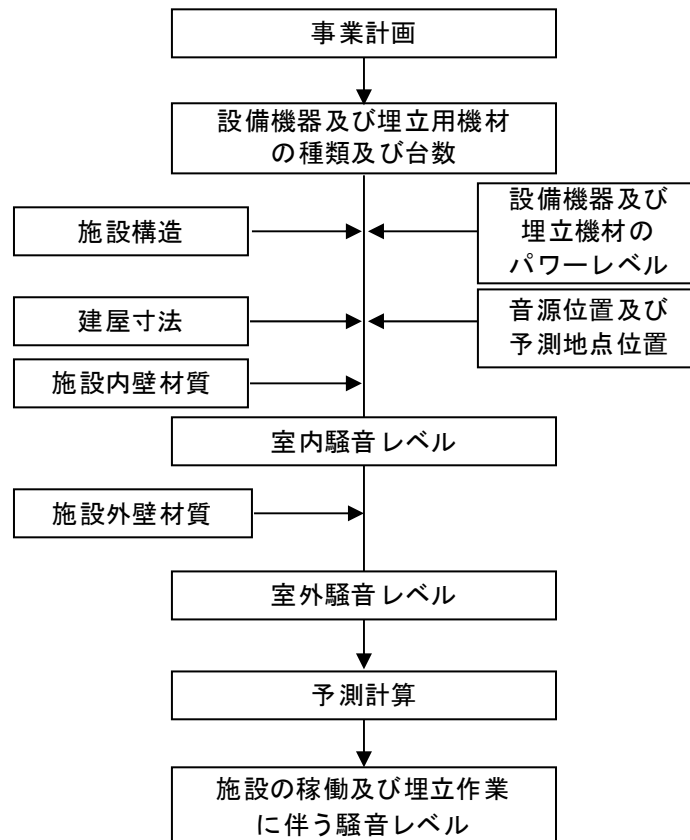 事業計画
設備機器及び埋立用機材
の種類及び台数
施設構造
設備機器及び
埋立機材の
パワーレベル
建屋寸法
音源位置及び
予測地点位置
施設内壁材質
室内騒音レベル
施設外壁材質
室外騒音レベル
予測計算
施設の稼働及び埋立作業
に伴う騒音レベル